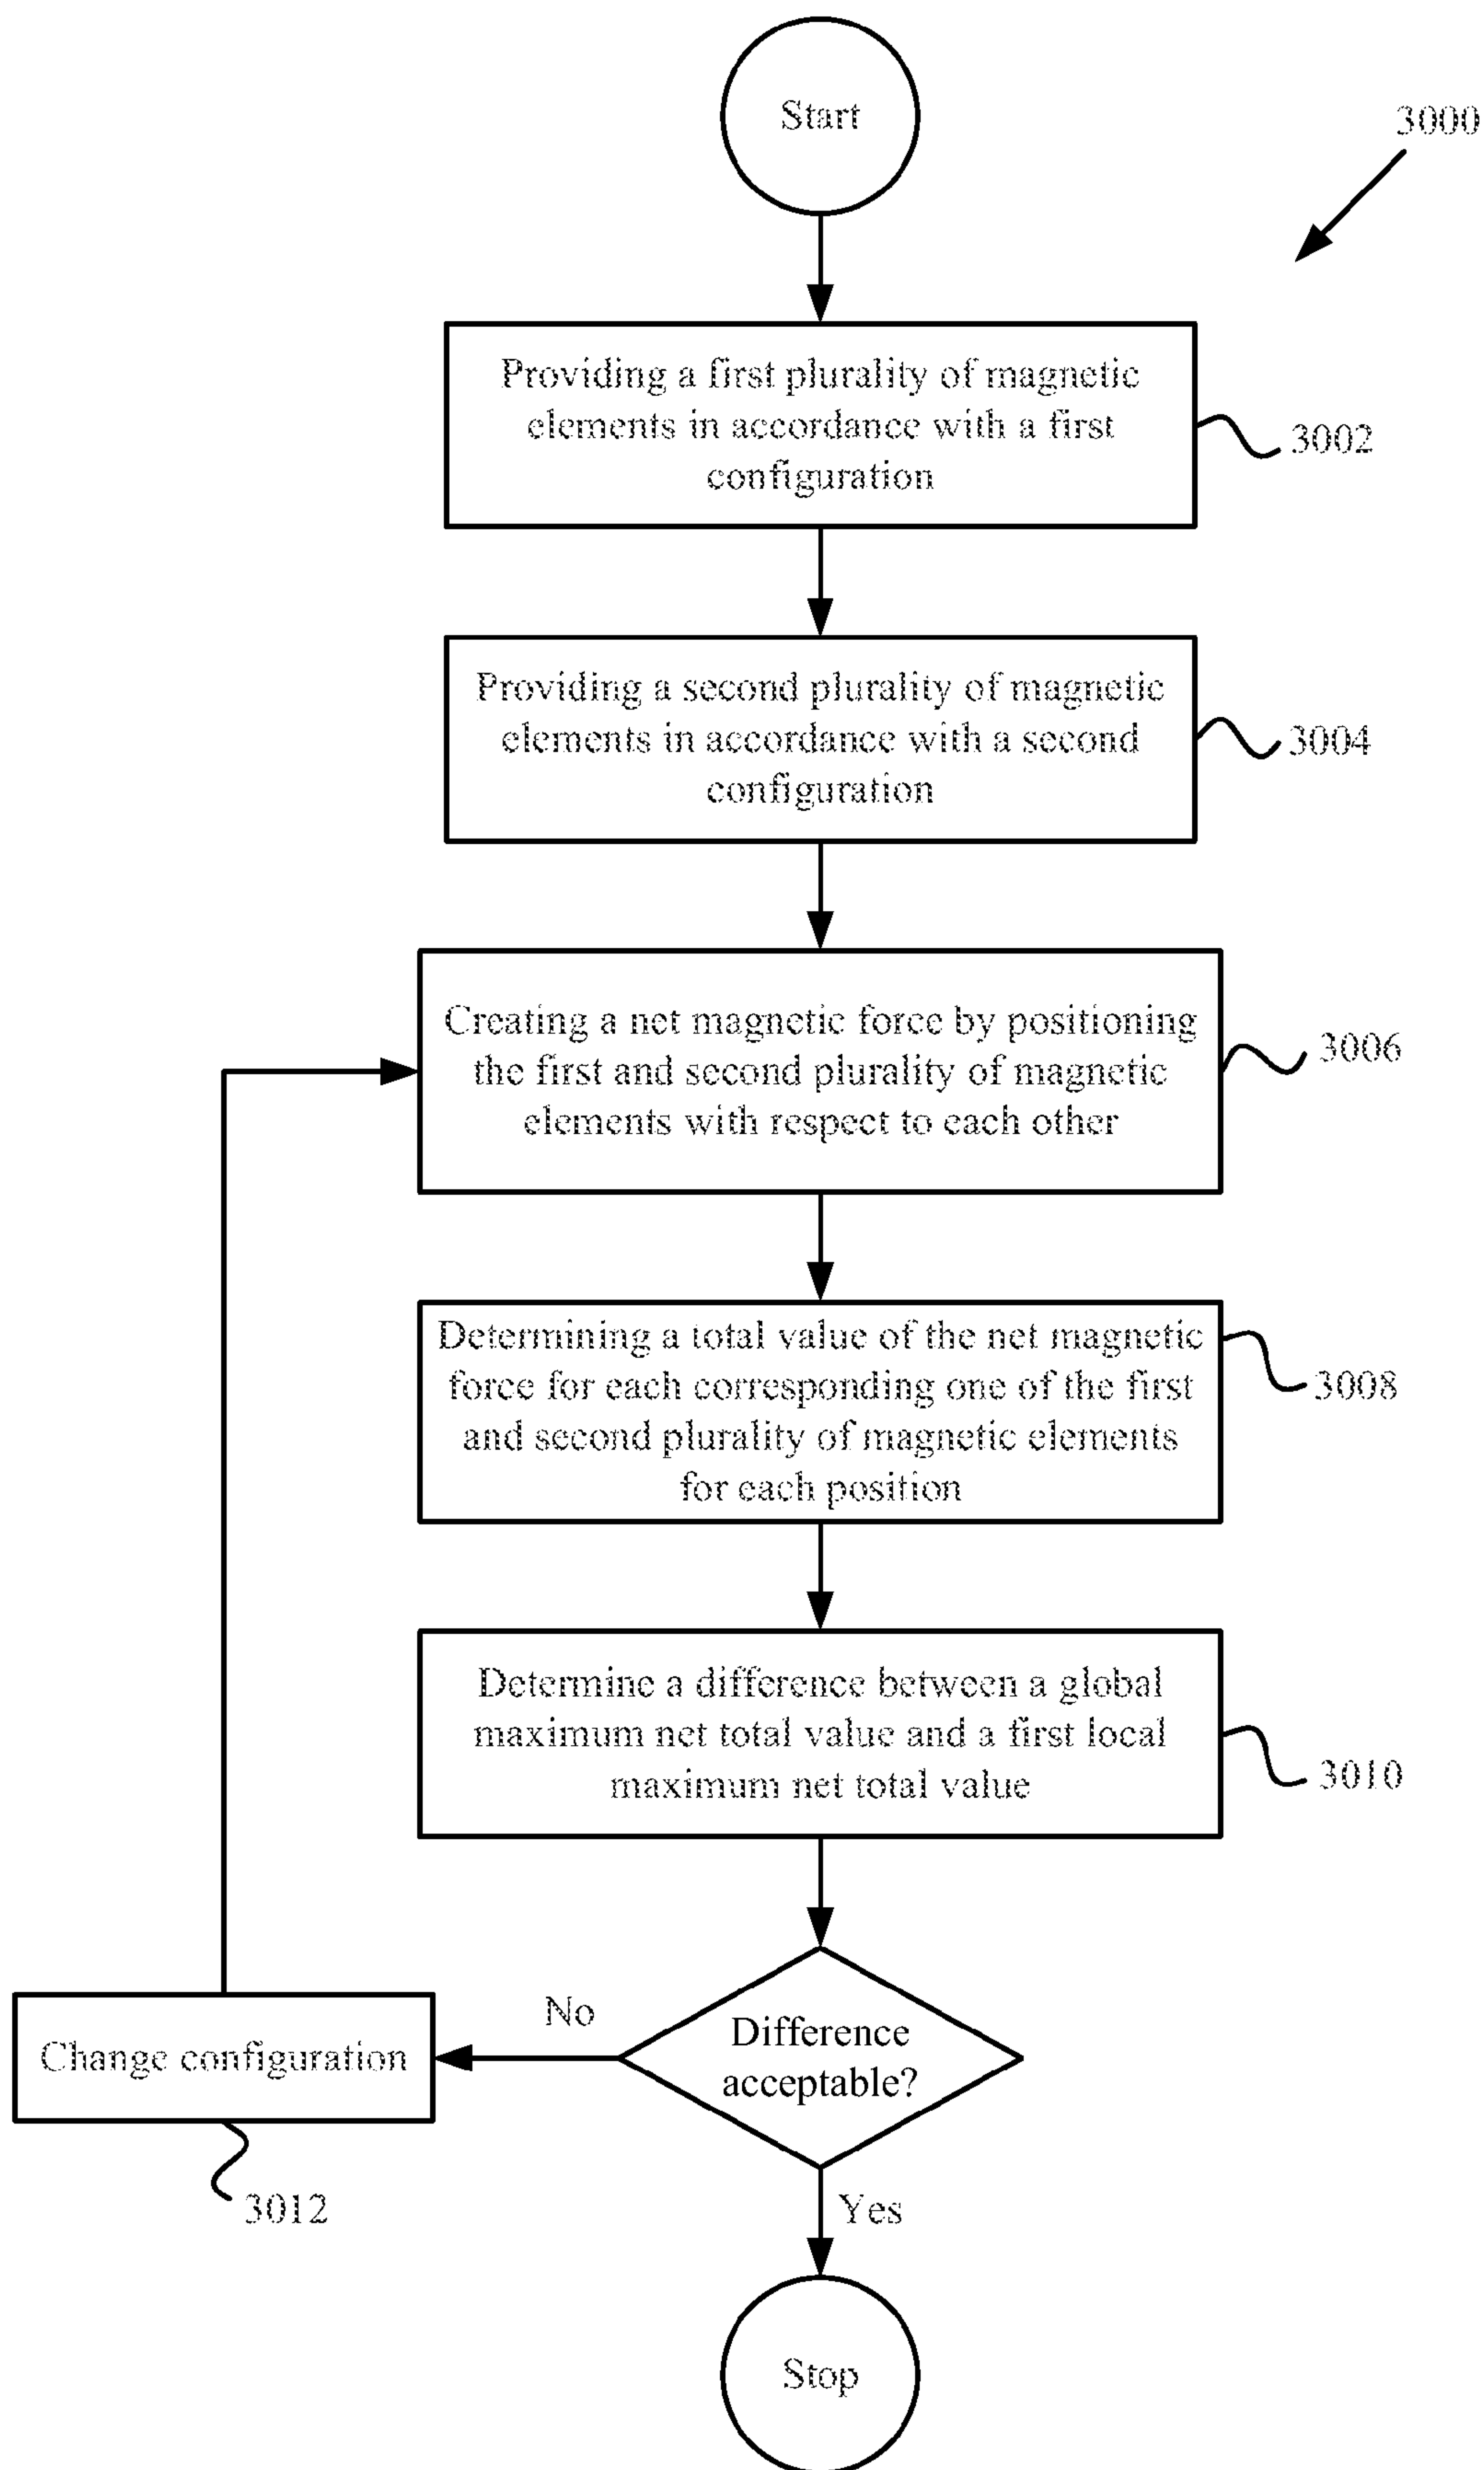 Start
3000
Providing a first plurality of magnetic
elements in accordance with a first
configuration
3002
Providing a second plurality of magnetic
elements in accordance with a second
configuration
3004
Creating a net magnetic force by positioning
the first and second plurality of magnetic
elements with respect to each other
3006
Determining a total value of the net magnetic
force for each corresponding one of the first
and second plurality of magnetic elements
for each position
3008
Determine a difference between a global
maximum net total value and a first local
maximum net total value
3010
Difference
acceptable?
No
Change configuration
3012
Yes
Stop